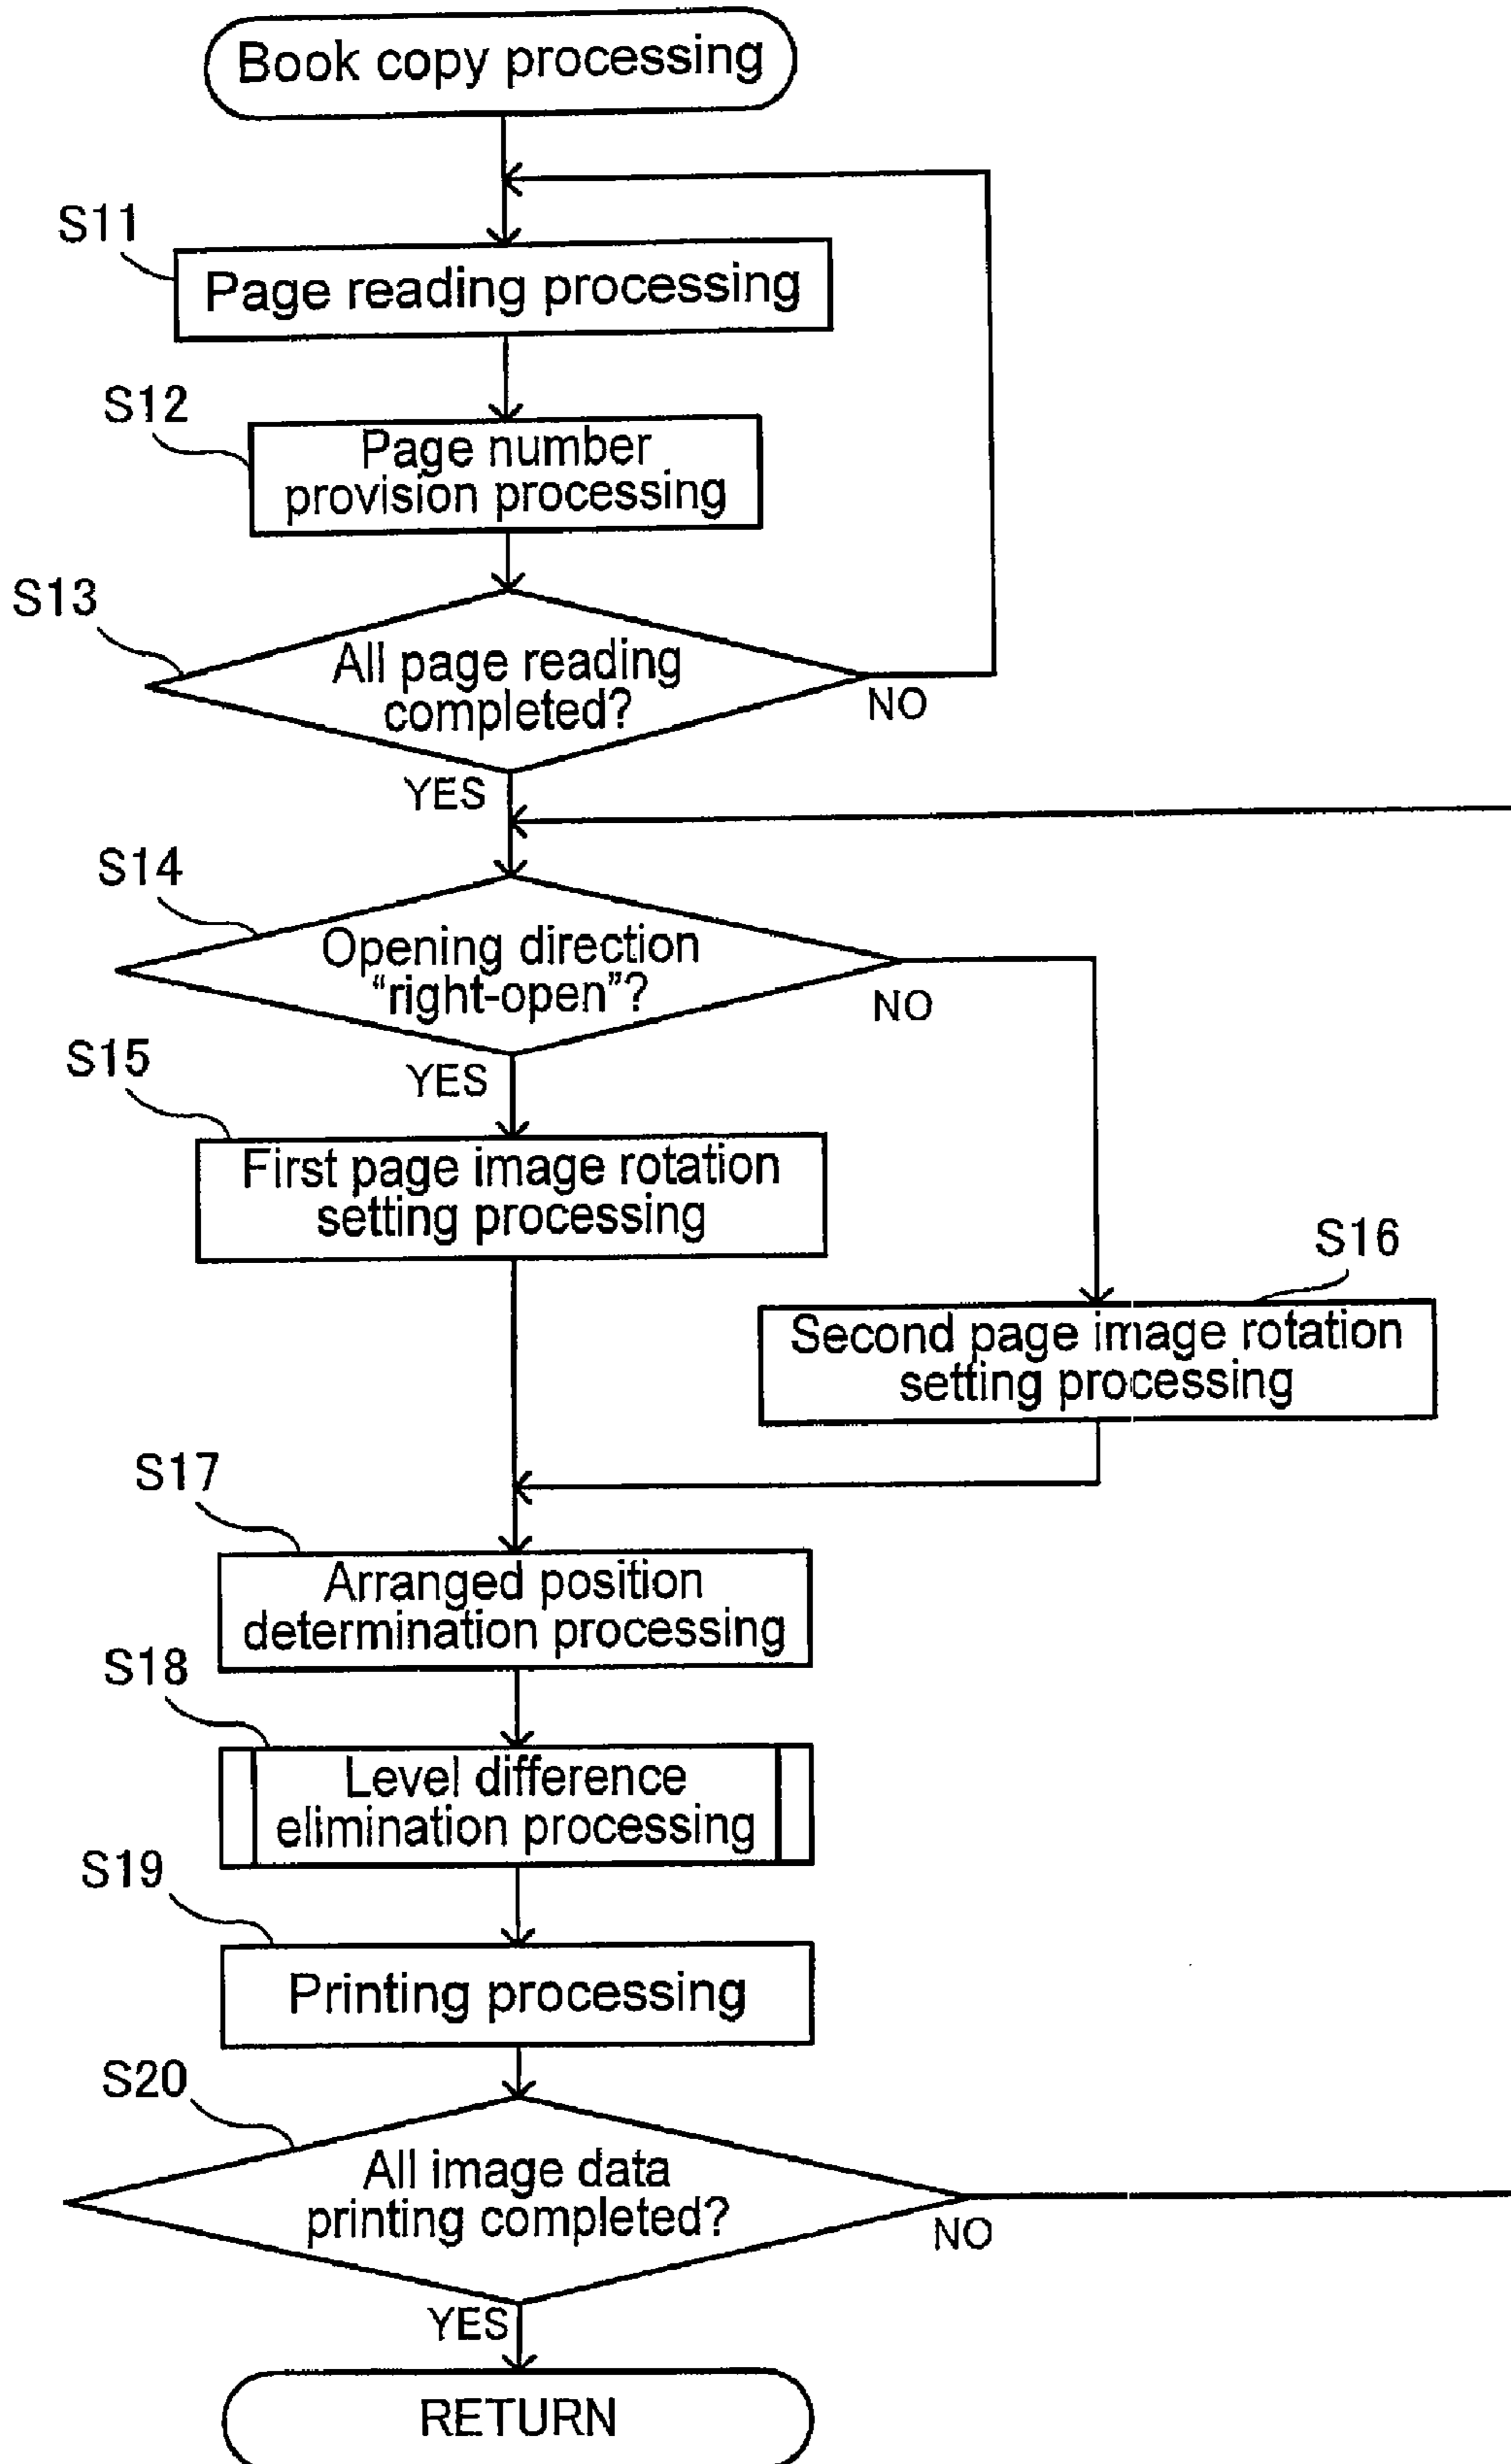 Book copy processing
S11
Page reading processing
S12
Page number
provision processing
S13
All page reading
completed?
NO
YES
S14
Opening direction
“right-open”?
NO
YES
S15
First page image rotation
setting processing
S16
Second page image rotation
setting processing
S17
Arranged position
determination processing
S18
Level difference
elimination processing
S19
Printing processing
S20
All image data
printing completed?
NO
YES
RETURN